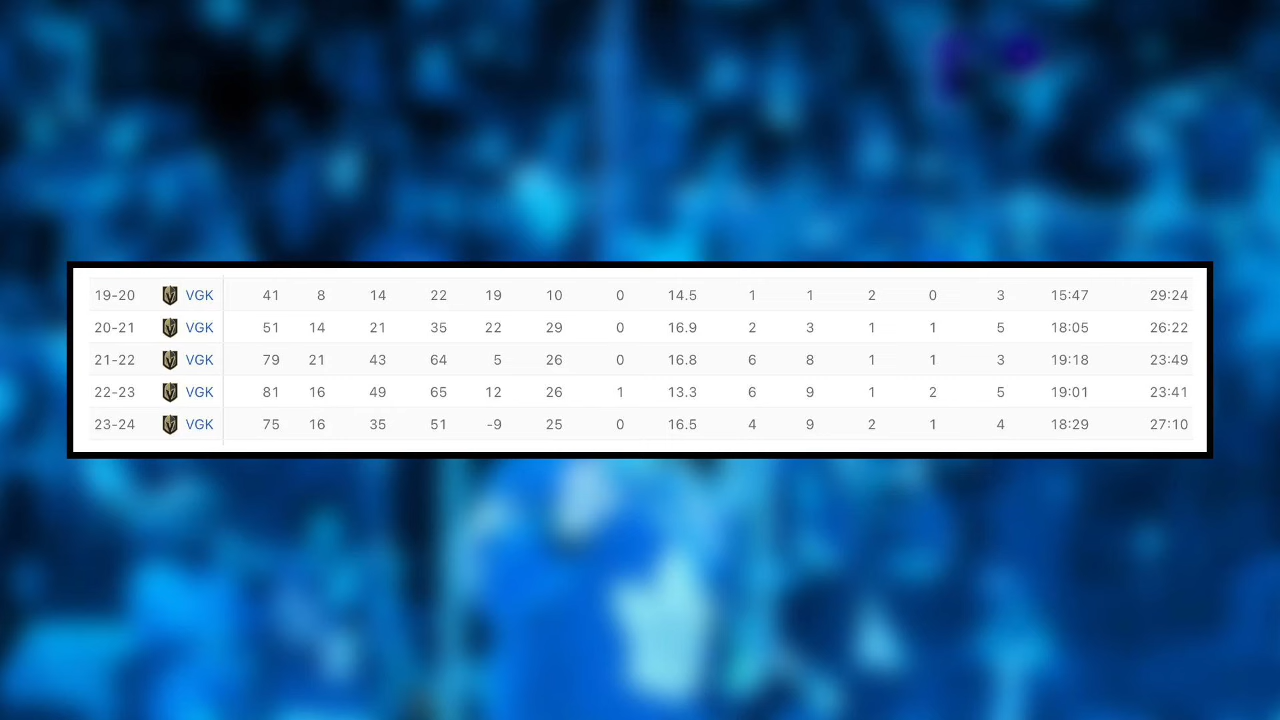 19-20 VGK 41 8 14 22 19 10 0 14.5 1 1 2 0 3 15:47 29:24
20-21 VGK 51 14 21 35 22 29 0 16.9 2 3 1 1 5 18:05 26:22
21-22 VGK 79 21 43 64 5 26 0 16.8 6 8 1 1 3 19:18 23:49
22-23 VGK 81 16 49 65 12 26 1 13.3 6 9 1 2 5 19:01 23:41
23-24 VGK 75 16 35 51 -9 25 0 16.5 4 9 2 1 4 18:29 27:10